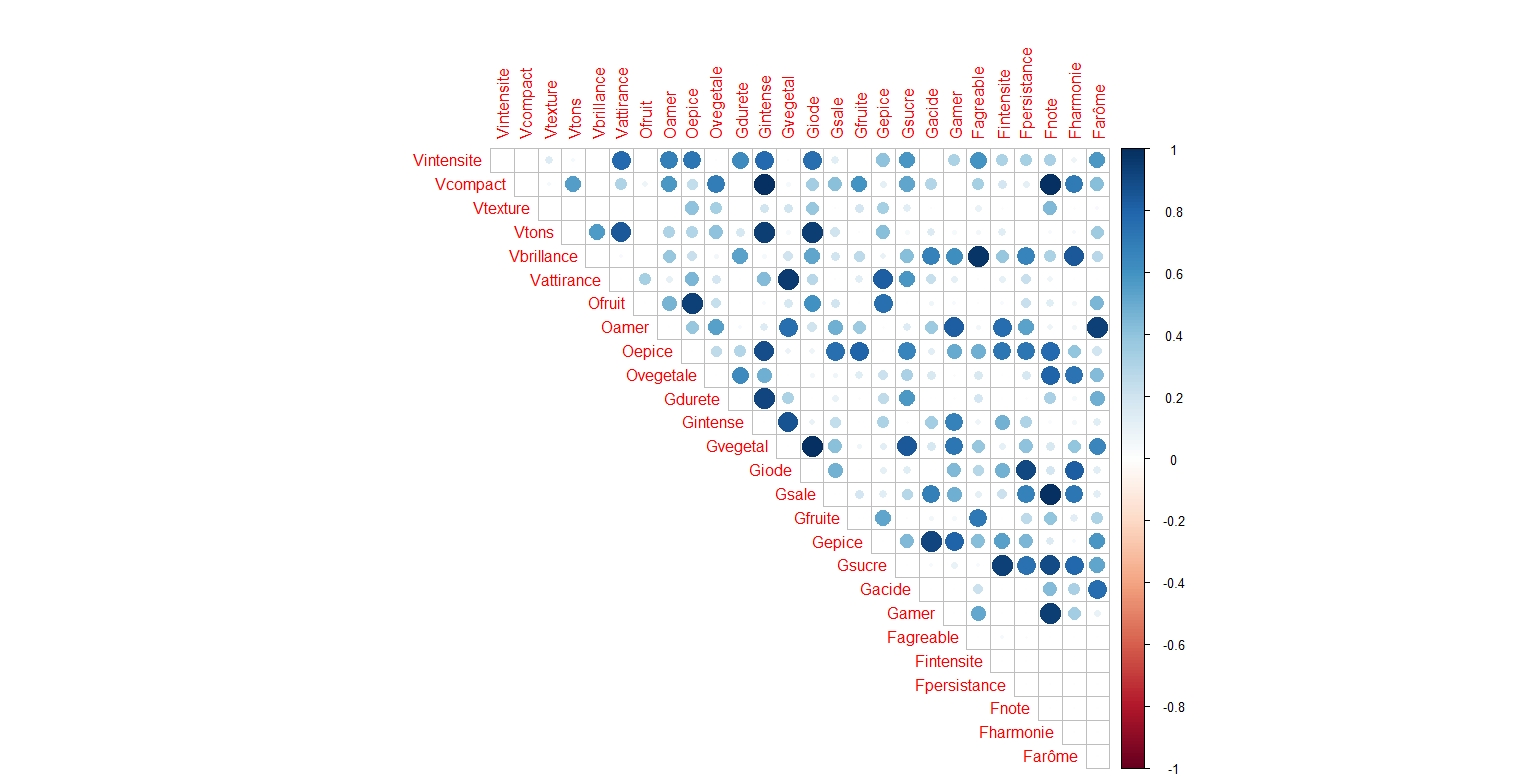 Vintensite
Vcompact
Vtexture
Vtons
Vbrillance
Vattirance
Ofruit
Oamer
Oepice
Ovegetale
Gdurete
Gintense
Gvegetal
Giode
Gsale
Gfruite
Gepice
Gsucre
Gacide
Gamer
Fagreable
Fintensite
Fpersistance
Fnote
Fharmonie
Farôme
Vintensite
Vcompact
Vtexture
Vtons
Vbrillance
Vattirance
Ofruit
Oamer
Oepice
Ovegetale
Gdurete
Gintense
Gvegetal
Giode
Gsale
Gfruite
Gepice
Gsucre
Gacide
Gamer
Fagreable
Fintensite
Fpersistance
Fnote
Fharmonie
Farôme
1
0.8
0.6
0.4
0.2
0
-0.2
-0.4
-0.6
-0.8
-1